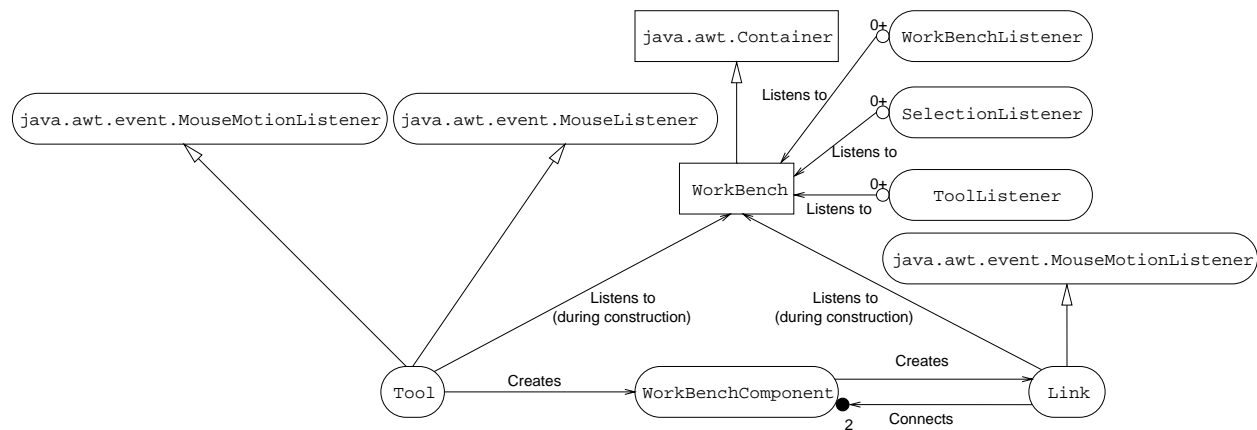 0+
WorkBenchListener
java.awt.Container
Listens to
java.awt.event.MouseMotionListener
java.awt.event.MouseListener
0+
SelectionListener
Listens to
WorkBench
0+
ToolListener
Listens to
java.awt.event.MouseMotionListener
Listens to
(during construction)
Listens to
(during construction)
Tool
Creates
WorkBenchComponent
Creates
Link
Connects
2